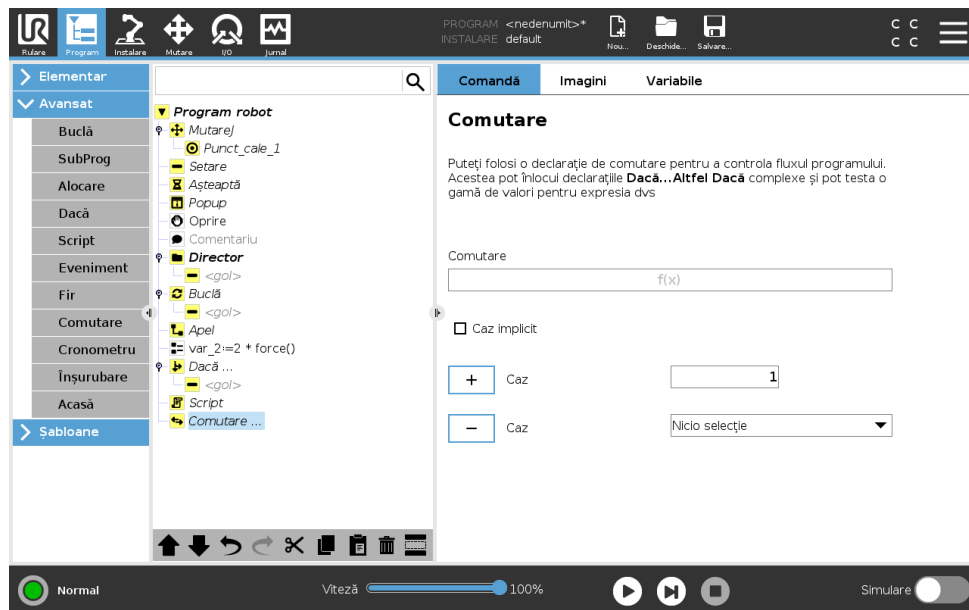 Rulare
Program
Instalare
Mutare
I/O
Jurnal
PROGRAM <nedenumit>*
INSTALARE default
Nou...
Deschide...
Salvare...
C C
C C
Elementar
Avansat
Buclă
SubProg
Alocare
Dacă
Script
Eveniment
Fir
Comutare
Cronometru
Înșurubare
Acasă
Șabloane
Program robot
MutareJ
Punct_cale_1
Setare
Așteaptă
Popup
Oprire
Comentariu
Director
<gol>
Buclă
<gol>
Apel
var_2:=2 * force()
Dacă ...
<gol>
Script
Comutare ...
Comandă
Imagini
Variabile
Comutare
Puteți folosi o declarație de comutare pentru a controla fluxul programului.
Acestea pot înlocui declarațiile Dacă...Altfel Dacă complexe și pot testa o
gamă de valori pentru expresia dvs
Comutare
f(x)
Caz implicit
+ Caz 1
− Caz Nicio selecție
Normal
Viteză 100%
Simulare